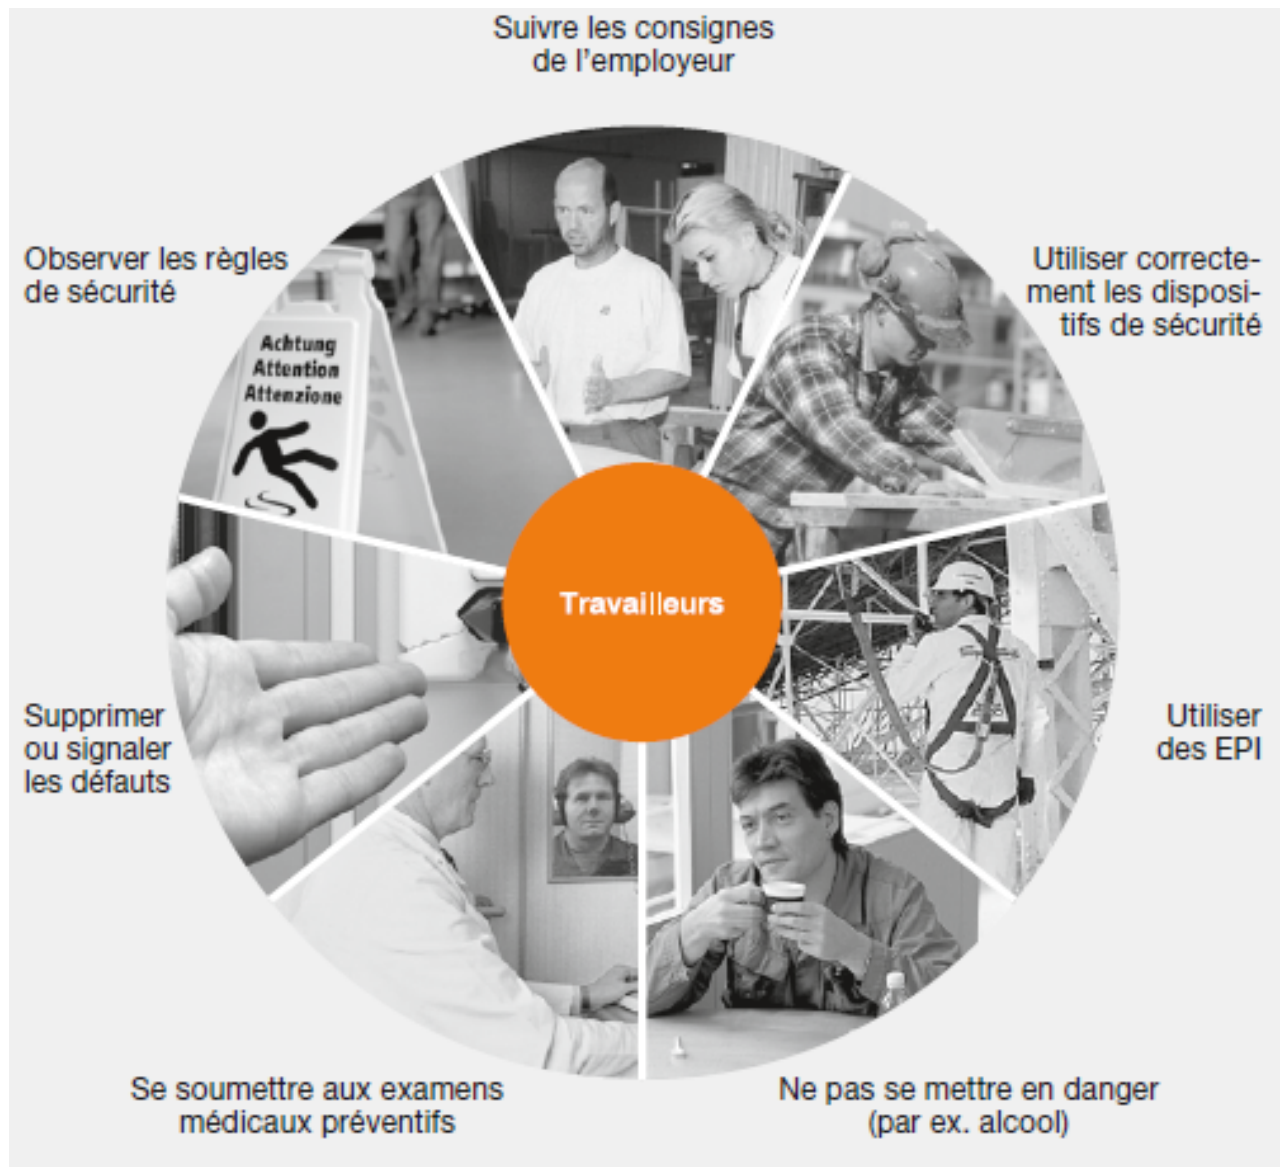 Suivre les consignes
de l'employeur
Observer les règles
de sécurité
Utiliser correcte-
ment les disposi-
tifs de sécurité
Achtung
Attention
Attenzione
Travailleurs
Supprimer
ou signaler
les défauts
Utiliser
des EPI
Se soumettre aux examens
médicaux préventifs
Ne pas se mettre en danger
(par ex. alcool)